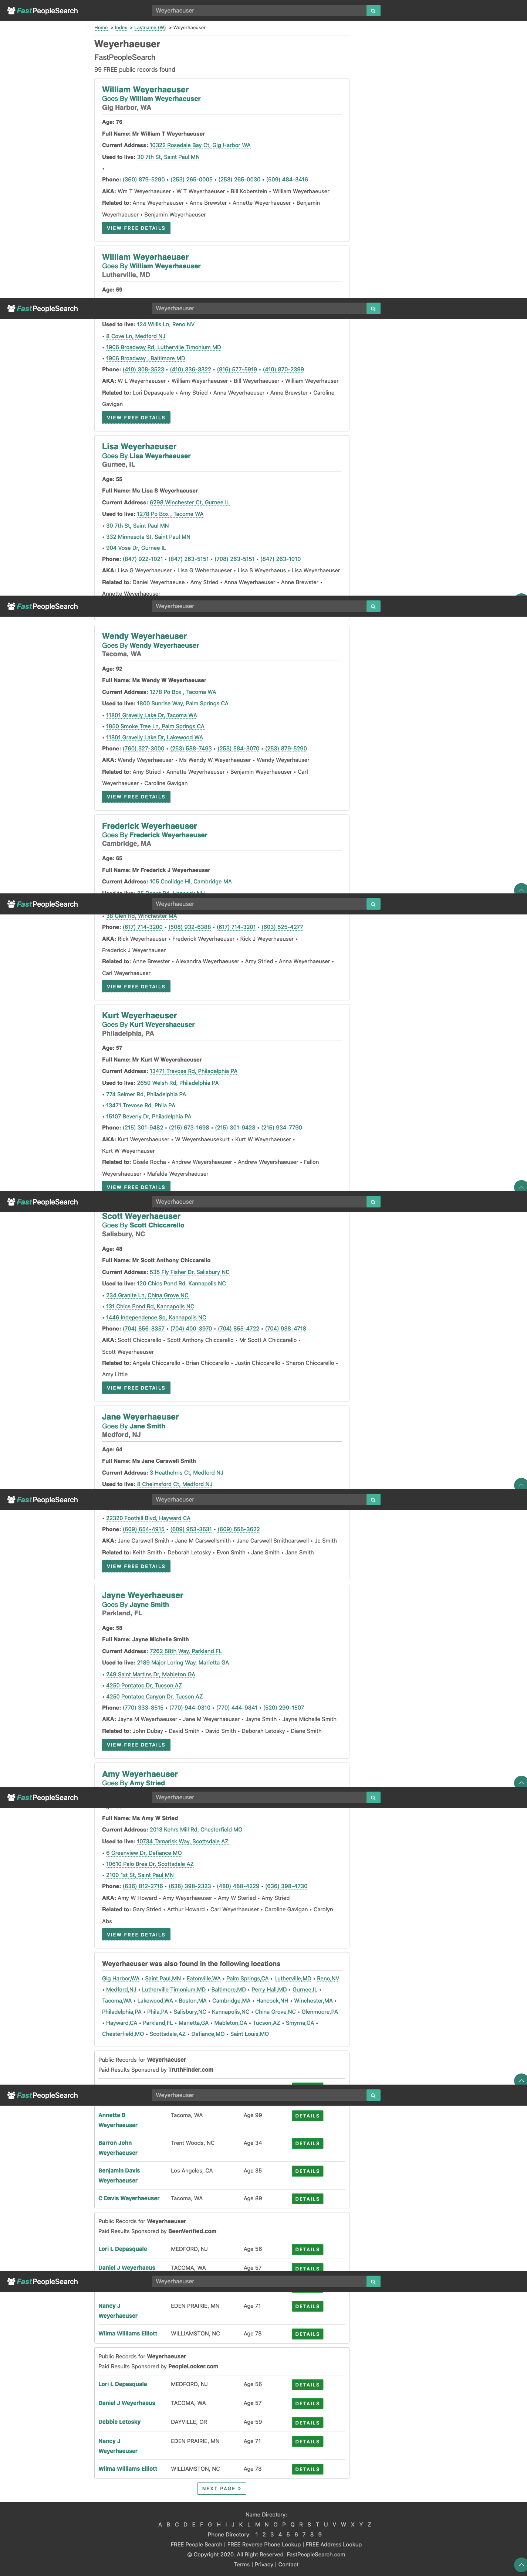 FastPeopleSearch
Weyerhaeuser
Home » Index » Lastname (W) » Weyerhaeuser
Weyerhaeuser
FastPeopleSearch
99 FREE public records found
William Weyerhaeuser
Goes By William Weyerhaeuser
Gig Harbor, WA
Age: 76
Full Name: Mr William T Weyerhaeuser
Current Address: 10322 Rosedale Bay Ct, Gig Harbor WA
Used to live: 30 7th St, Saint Paul MN
•
Phone: (360) 879-5290 • (253) 265-0005 • (253) 265-0030 • (509) 484-3416
AKA: Wm T Weyerhaeuser • W T Weyerhaeuser • Bill Koberstein • William Weyerhaeuser
Related to: Anna Weyerhaeuser • Anne Brewster • Annette Weyerhaeuser • Benjamin
Weyerhaeuser • Benjamin Weyerhaeuser
VIEW FREE DETAILS
William Weyerhaeuser
Goes By William Weyerhaeuser
Lutherville, MD
Age: 59
FastPeopleSearch
Weyerhaeuser
Used to live: 124 Willis Ln, Reno NV
• 8 Cove Ln, Medford NJ
• 1906 Broadway Rd, Lutherville Timonium MD
• 1906 Broadway , Baltimore MD
Phone: (410) 308-3523 • (410) 336-3322 • (916) 577-5919 • (410) 870-2399
AKA: W L Weyerhaeuser • William Weyerhaeuser • Bill Weyerhaeuser • William Weyerhauser
Related to: Lori Depasquale • Amy Stried • Anna Weyerhaeuser • Anne Brewster • Caroline
Gavigan
VIEW FREE DETAILS
Lisa Weyerhaeuser
Goes By Lisa Weyerhaeuser
Gurnee, IL
Age: 55
Full Name: Ms Lisa S Weyerhaeuser
Current Address: 6298 Winchester Ct, Gurnee IL
Used to live: 1278 Po Box , Tacoma WA
• 30 7th St, Saint Paul MN
• 332 Minnesota St, Saint Paul MN
• 904 Vose Dr, Gurnee IL
Phone: (847) 922-1021 • (847) 263-5151 • (708) 263-5151 • (847) 263-1010
AKA: Lisa G Weyerhaeuser • Lisa G Weherhaeuser • Lisa S Weyerhaeus • Lisa Weyerhaeuser
Related to: Daniel Weyerhaeuse • Amy Stried • Anna Weyerhaeuser • Anne Brewster •
Annette Weyerhaeuser
FastPeopleSearch
Weyerhaeuser
Wendy Weyerhaeuser
Goes By Wendy Weyerhaeuser
Tacoma, WA
Age: 92
Full Name: Ms Wendy W Weyerhaeuser
Current Address: 1278 Po Box , Tacoma WA
Used to live: 1600 Sunrise Way, Palm Springs CA
• 11801 Gravelly Lake Dr, Tacoma WA
• 1850 Smoke Tree Ln, Palm Springs CA
• 11801 Gravelly Lake Dr, Lakewood WA
Phone: (760) 327-3000 • (253) 588-7493 • (253) 584-3070 • (253) 879-5290
AKA: Wendy Weyerhaeuser • Ms Wendy W Weyerhaeuser • Wendy Weyerhauser
Related to: Amy Stried • Annette Weyerhaeuser • Benjamin Weyerhaeuser • Carl
Weyerhaeuser • Caroline Gavigan
VIEW FREE DETAILS
Frederick Weyerhaeuser
Goes By Frederick Weyerhaeuser
Cambridge, MA
Age: 65
Full Name: Mr Frederick J Weyerhaeuser
Current Address: 105 Coolidge Hl, Cambridge MA
FastPeopleSearch
Weyerhaeuser
• 38 Glen Rd, Winchester MA
Phone: (617) 714-3200 • (508) 932-6388 • (617) 714-3201 • (603) 525-4277
AKA: Rick Weyerhaeuser • Frederick Weyerhaeuser • Rick J Weyerhaeuser •
Frederick J Weyerhauser
Related to: Anne Brewster • Alexandra Weyerhaeuser • Amy Stried • Anna Weyerhaeuser •
Carl Weyerhaeuser
VIEW FREE DETAILS
Kurt Weyerhaeuser
Goes By Kurt Weyershaeuser
Philadelphia, PA
Age: 57
Full Name: Mr Kurt W Weyershaeuser
Current Address: 13471 Trevose Rd, Philadelphia PA
Used to live: 2650 Welsh Rd, Philadelphia PA
• 774 Selmer Rd, Philadelphia PA
• 13471 Trevose Rd, Phila PA
• 15107 Beverly Dr, Philadelphia PA
Phone: (215) 301-9482 • (215) 673-1698 • (215) 301-9428 • (215) 934-7790
AKA: Kurt Weyershaeuser • W Weyershaeusekurt • Kurt W Weyerhaeuser •
Kurt W Weyerhauser
Related to: Gisele Rocha • Andrew Weyershaeuser • Andrew Weyershaeuser • Fallon
Weyershaeuser • Mafalda Weyershaeuser
VIEW FREE DETAILS
FastPeopleSearch
Weyerhaeuser
Scott Weyerhaeuser
Goes By Scott Chiccarello
Salisbury, NC
Age: 48
Full Name: Mr Scott Anthony Chiccarello
Current Address: 535 Fly Fisher Dr, Salisbury NC
Used to live: 120 Chics Pond Rd, Kannapolis NC
• 234 Granite Ln, China Grove NC
• 131 Chics Pond Rd, Kannapolis NC
• 1446 Independence Sq, Kannapolis NC
Phone: (704) 856-8357 • (704) 400-3970 • (704) 855-4722 • (704) 938-4718
AKA: Scott Chiccarello • Scott Anthony Chiccarello • Mr Scott A Chiccarello •
Scott Weyerhaeuser
Related to: Angela Chiccarello • Brian Chiccarello • Justin Chiccarello • Sharon Chiccarello •
Amy Little
VIEW FREE DETAILS
Jane Weyerhaeuser
Goes By Jane Smith
Medford, NJ
Age: 64
Full Name: Ms Jane Carswell Smith
Current Address: 3 Heathchris Ct, Medford NJ
Used to live: 8 Chelmsford Ct, Medford NJ
FastPeopleSearch
Weyerhaeuser
• 22320 Foothill Blvd, Hayward CA
Phone: (609) 654-4915 • (609) 953-3631 • (609) 556-3622
AKA: Jane Carswell Smith • Jane M Carswellsmith • Jane Carswell Smithcarswell • Jc Smith
Related to: Keith Smith • Deborah Letosky • Evon Smith • Jane Smith • Jane Smith
VIEW FREE DETAILS
Jayne Weyerhaeuser
Goes By Jayne Smith
Parkland, FL
Age: 58
Full Name: Jayne Michelle Smith
Current Address: 7262 58th Way, Parkland FL
Used to live: 2189 Major Loring Way, Marietta GA
• 249 Saint Martins Dr, Mableton GA
• 4250 Pontatoc Dr, Tucson AZ
• 4250 Pontatoc Canyon Dr, Tucson AZ
Phone: (770) 333-8515 • (770) 944-0310 • (770) 444-9841 • (520) 299-1507
AKA: Jayne M Weyerhaeuser • Jane M Weyerhaeuser • Jayne Smith • Jayne Michelle Smith
Related to: John Dubay • David Smith • David Smith • Deborah Letosky • Diane Smith
VIEW FREE DETAILS
Amy Weyerhaeuser
Goes By Amy Stried
FastPeopleSearch
Weyerhaeuser
Full Name: Ms Amy W Stried
Current Address: 2013 Kehrs Mill Rd, Chesterfield MO
Used to live: 10734 Tamarisk Way, Scottsdale AZ
• 6 Greenview Dr, Defiance MO
• 10610 Palo Brea Dr, Scottsdale AZ
• 2100 1st St, Saint Paul MN
Phone: (636) 812-2716 • (636) 398-2323 • (480) 488-4229 • (636) 398-4730
AKA: Amy W Howard • Amy Weyerhaeuser • Amy W Steried • Amy Stried
Related to: Gary Stried • Arthur Howard • Carl Weyerhaeuser • Caroline Gavigan • Carolyn
Abs
VIEW FREE DETAILS
Weyerhaeuser was also found in the following locations
Gig Harbor,WA • Saint Paul,MN • Eatonville,WA • Palm Springs,CA • Lutherville,MD • Reno,NV
• Medford,NJ • Lutherville Timonium,MD • Baltimore,MD • Perry Hall,MD • Gurnee,IL •
Tacoma,WA • Lakewood,WA • Boston,MA • Cambridge,MA • Hancock,NH • Winchester,MA •
Philadelphia,PA • Phila,PA • Salisbury,NC • Kannapolis,NC • China Grove,NC • Glenmoore,PA
• Hayward,CA • Parkland,FL • Marietta,GA • Mableton,GA • Tucson,AZ • Smyrna,GA •
Chesterfield,MO • Scottsdale,AZ • Defiance,MO • Saint Louis,MO
Public Records for Weyerhaeuser
Paid Results Sponsored by TruthFinder.com
FastPeopleSearch
Weyerhaeuser
Annette B Tacoma, WA Age 99 DETAILS
Weyerhaeuser
Barron John Trent Woods, NC Age 34 DETAILS
Weyerhaeuser
Benjamin Davis Los Angeles, CA Age 35 DETAILS
Weyerhaeuser
C Davis Weyerhaeuser Tacoma, WA Age 89 DETAILS
Public Records for Weyerhaeuser
Paid Results Sponsored by BeenVerified.com
Lori L Depasquale MEDFORD, NJ Age 56 DETAILS
Daniel J Weyerhaeus TACOMA, WA Age 57 DETAILS
FastPeopleSearch
Weyerhaeuser
Nancy J EDEN PRAIRIE, MN Age 71 DETAILS
Weyerhaeuser
Wilma Williams Elliott WILLIAMSTON, NC Age 78 DETAILS
Public Records for Weyerhaeuser
Paid Results Sponsored by PeopleLooker.com
Lori L Depasquale MEDFORD, NJ Age 56 DETAILS
Daniel J Weyerhaeus TACOMA, WA Age 57 DETAILS
Debbie Letosky DAYVILLE, OR Age 59 DETAILS
Nancy J EDEN PRAIRIE, MN Age 71 DETAILS
Weyerhaeuser
Wilma Williams Elliott WILLIAMSTON, NC Age 78 DETAILS
NEXT PAGE »
Name Directory:
A B C D E F G H I J K L M N O P Q R S T U V W X Y Z
Phone Directory: 1 2 3 4 5 6 7 8 9
FREE People Search | FREE Reverse Phone Lookup | FREE Address Lookup
© Copyright 2020. All Right Reserved. FastPeopleSearch.com
Terms | Privacy | Contact